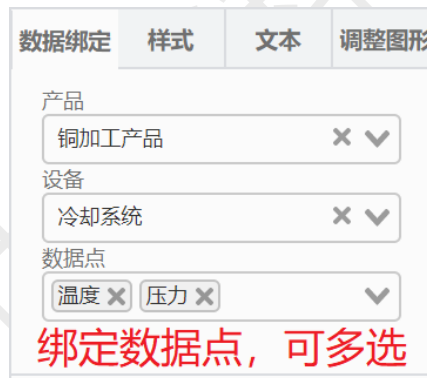 数据绑定 样式 文本 调整图形
产品
铜加工产品
设备
冷却系统
数据点
温度 压力
绑定数据点，可多选